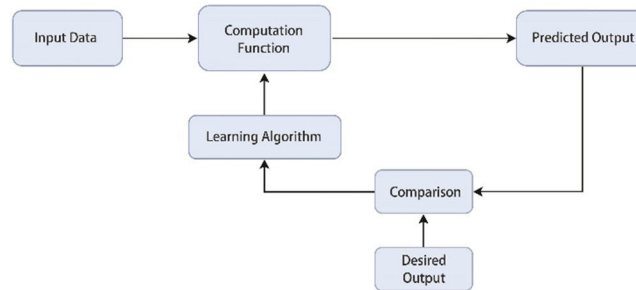 Input Data
Computation
Function
Predicted Output
Learning Algorithm
Comparison
Desired
Output